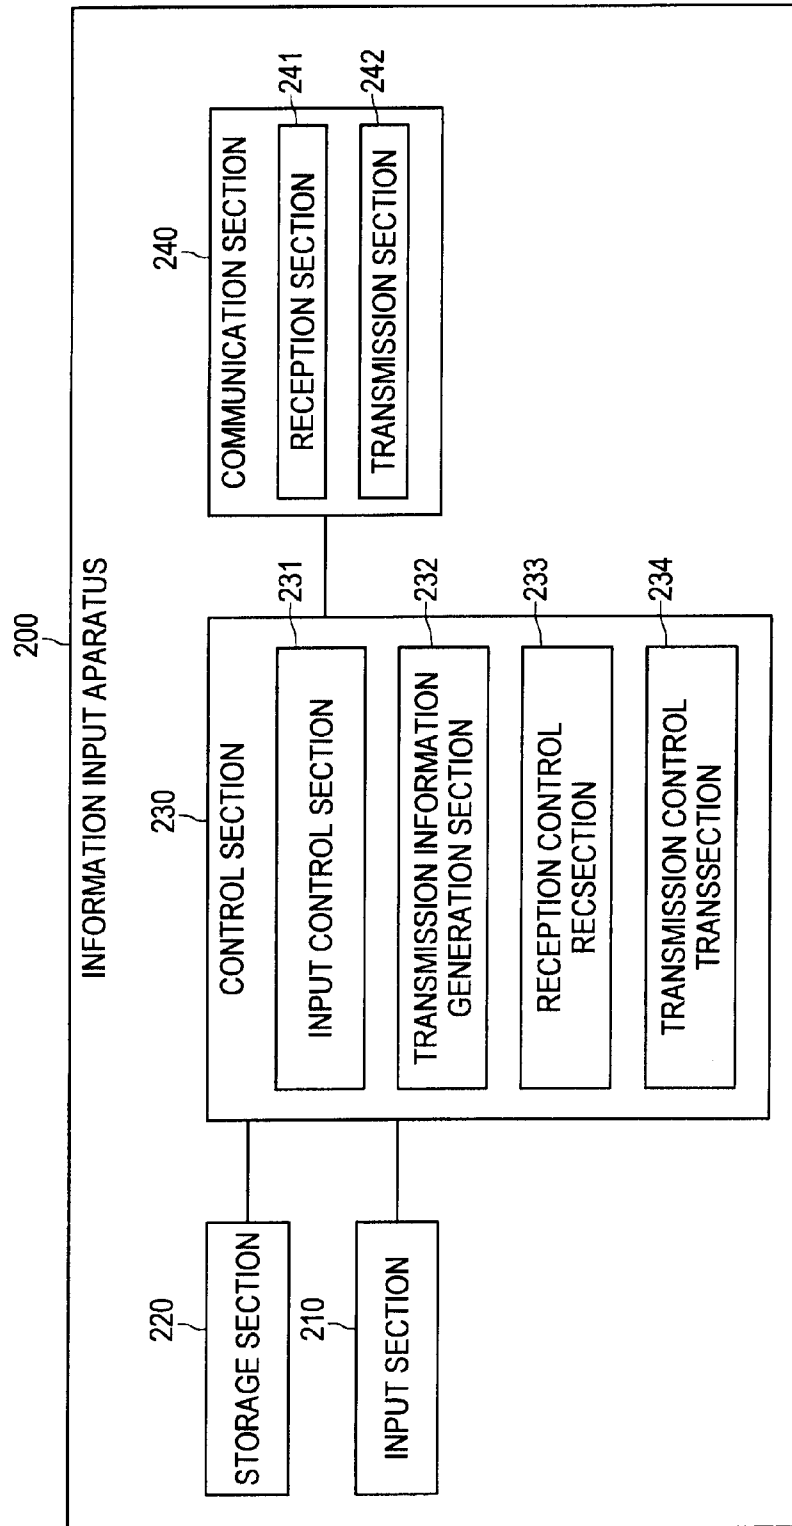 200
INFORMATION INPUT APARATUS
220
STORAGE SECTION
210
INPUT SECTION
230
CONTROL SECTION
231
INPUT CONTROL SECTION
232
TRANSMISSION INFORMATION
GENERATION SECTION
233
RECEPTION CONTROL
RECSECTION
234
TRANSMISSION CONTROL
TRANSSECTION
240
COMMUNICATION SECTION
241
RECEPTION SECTION
242
TRANSMISSION SECTION